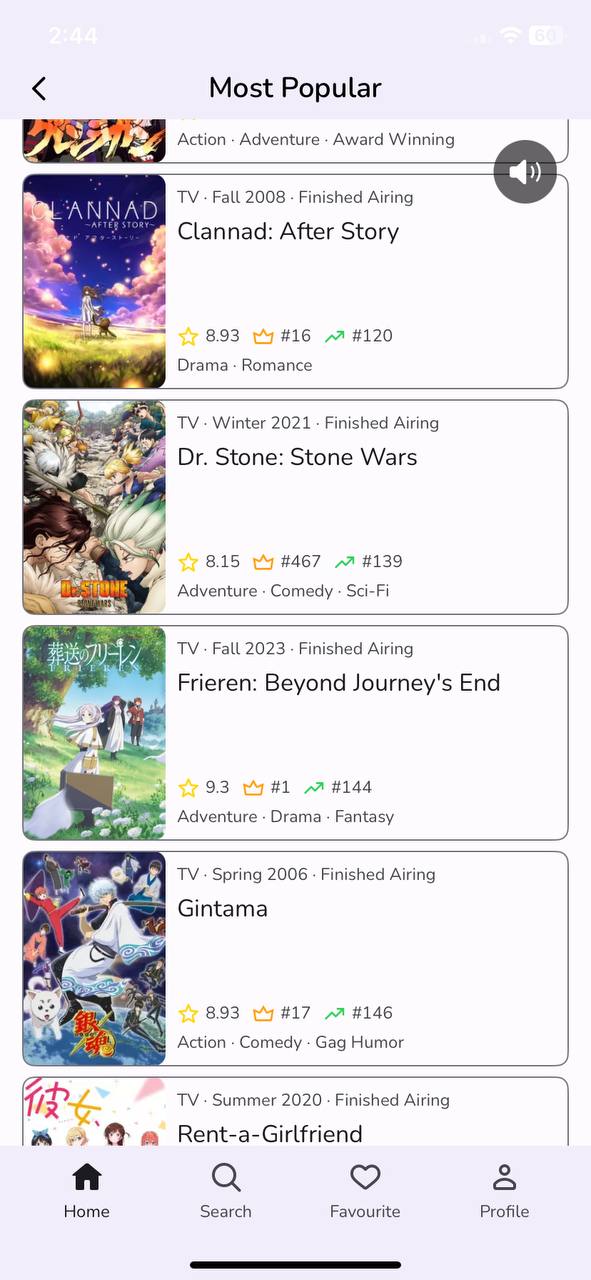 2:44
60
Most Popular
Action · Adventure · Award Winning
CLANNAD
~AFTER STORY~
TV · Fall 2008 · Finished Airing
Clannad: After Story
8.93 #16 #120
Drama · Romance
TV · Winter 2021 · Finished Airing
Dr. Stone: Stone Wars
8.15 #467 #139
Adventure · Comedy · Sci-Fi
Dr.STONE
STONE WARS
葬送のフリーレン
FRIEREN
TV · Fall 2023 · Finished Airing
Frieren: Beyond Journey's End
9.3 #1 #144
Adventure · Drama · Fantasy
TV · Spring 2006 · Finished Airing
Gintama
8.93 #17 #146
Action · Comedy · Gag Humor
銀魂
彼女、
TV · Summer 2020 · Finished Airing
Rent-a-Girlfriend
Home Search Favourite Profile